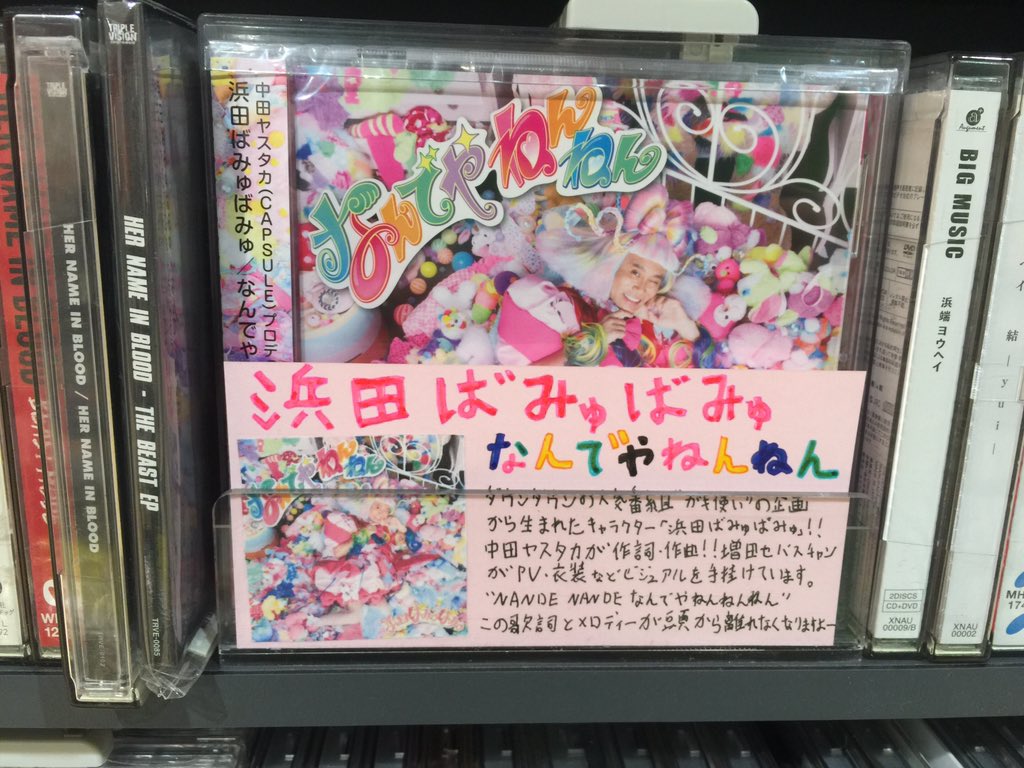 HER NAME IN BLOOD / HER NAME IN BLOOD
TRIPLE VISION
HER NAME IN BLOOD - THE BEAST EP
TRVE-0085
中田ヤスタカ(CAPSULE)プロデ
浜田ばみゅばみゅ/なんでや
なんでやねんねん
浜田ばみゅばみゅ
なんでやねんねん
ダウンタウンの人気番組"ガキ使い"の企画
から生まれたキャラクター「浜田ばみゅばみゅ」!!
中田ヤスタカが作詞・作曲!!増田セバスチャン
がPV・衣装などビジュアルを手掛けています。
"NANDE NANDE なんでやねんねんねん"
この歌詞とメロディーが頭から離れなくなりますよー
2DISCS
CD+DVD
XNAU
00009/B
Augment
BIG MUSIC
浜端ヨウヘイ
XNAU
00002
結 ─yui─